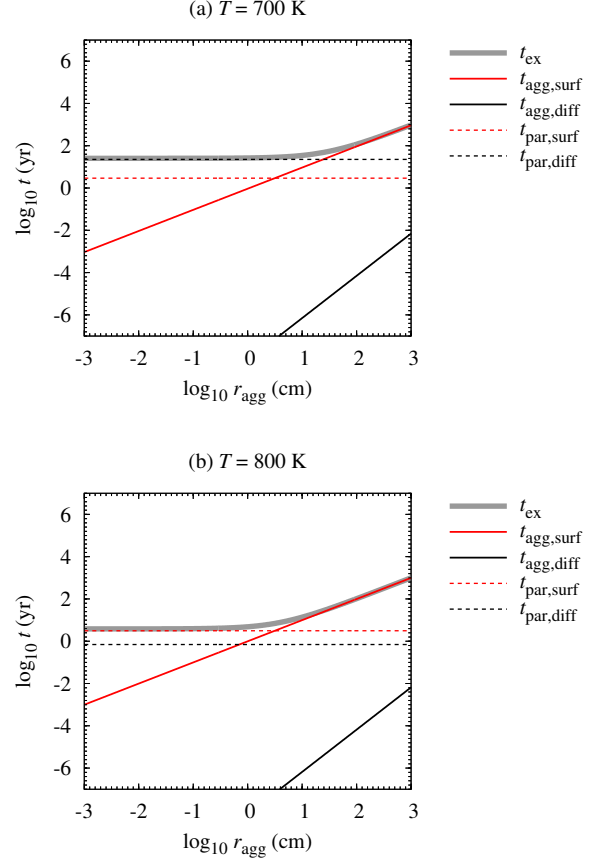 (a) T = 700 K
6
4
2
0
-2
-4
-6
-3 -2 -1 0 1 2 3
log10 t (yr)
log10 ragg (cm)
tex
tagg,surf
tagg,diff
tpar,surf
tpar,diff
(b) T = 800 K
6
4
2
0
-2
-4
-6
-3 -2 -1 0 1 2 3
log10 t (yr)
log10 ragg (cm)
tex
tagg,surf
tagg,diff
tpar,surf
tpar,diff